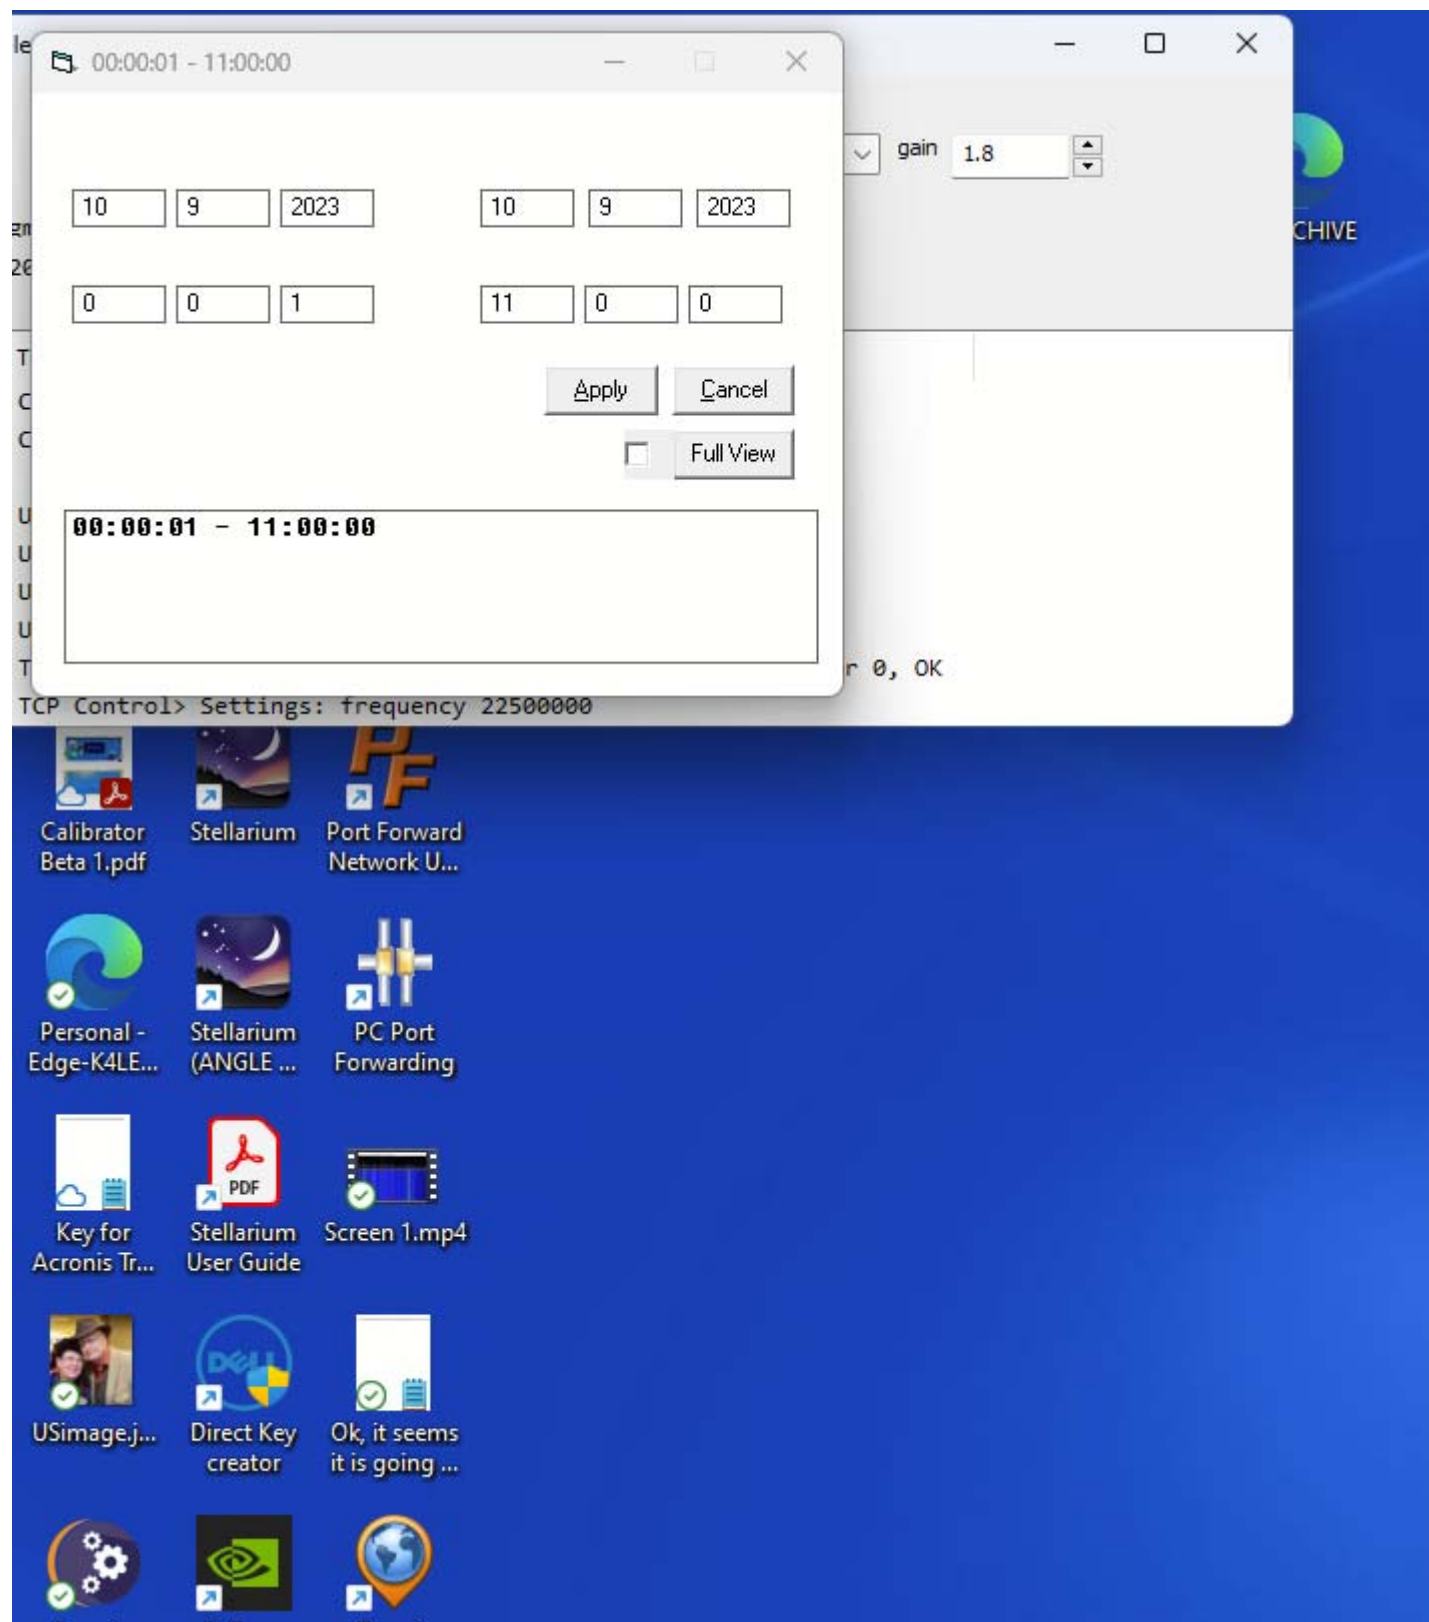 le
00:00:01 - 11:00:00
gain 1.8
10 9 2023 10 9 2023
CHIVE
0 0 1 11 0 0
T
Apply Cancel
C
C
Full View
U
00:00:01 - 11:00:00
U
U
U
T
r 0, OK
TCP Control> Settings: frequency 22500000
PF
Calibrator
Beta 1.pdf
Stellarium
Port Forward
Network U...
Personal -
Edge-K4LE...
Stellarium
(ANGLE ...
PC Port
Forwarding
PDF
Key for
Acronis Tr...
Stellarium
User Guide
Screen 1.mp4
DELL
USimage.j...
Direct Key
creator
Ok, it seems
it is going ...